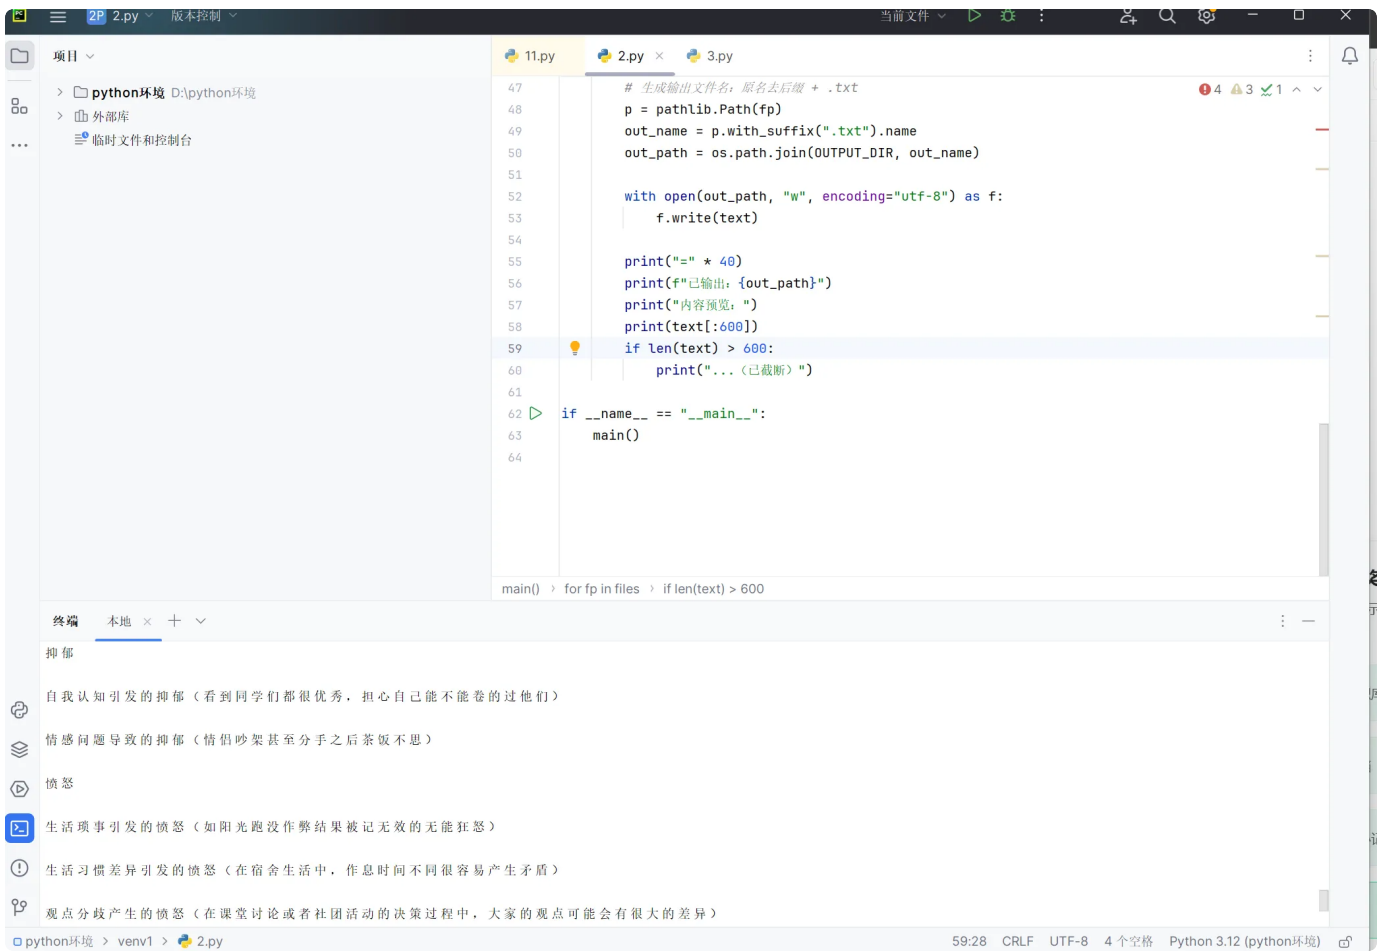 PC 2P 2.py 版本控制 当前文件
项目
python环境 D:\python环境
外部库
临时文件和控制台
11.py 2.py 3.py
4 3 1
47 # 生成输出文件名：原名去后缀 + .txt
48 p = pathlib.Path(fp)
49 out_name = p.with_suffix(".txt").name
50 out_path = os.path.join(OUTPUT_DIR, out_name)
51
52 with open(out_path, "w", encoding="utf-8") as f:
53 f.write(text)
54
55 print("=" * 40)
56 print(f"已输出：{out_path}")
57 print("内容预览：")
58 print(text[:600])
59 if len(text) > 600:
60 print("...（已截断）")
61
62 if __name__ == "__main__":
63 main()
64
main() for fp in files if len(text) > 600
终端 本地
抑郁
自我认知引发的抑郁（看到同学们都很优秀，担心自己能不能卷的过他们）
情感问题导致的抑郁（情侣吵架甚至分手之后茶饭不思）
愤怒
生活琐事引发的愤怒（如阳光跑没作弊结果被记无效的无能狂怒）
生活习惯差异引发的愤怒（在宿舍生活中，作息时间不同很容易产生矛盾）
观点分歧产生的愤怒（在课堂讨论或者社团活动的决策过程中，大家的观点可能会有很大的差异）
python环境 venv1 2.py 59:28 CRLF UTF-8 4 个空格 Python 3.12 (python环境)